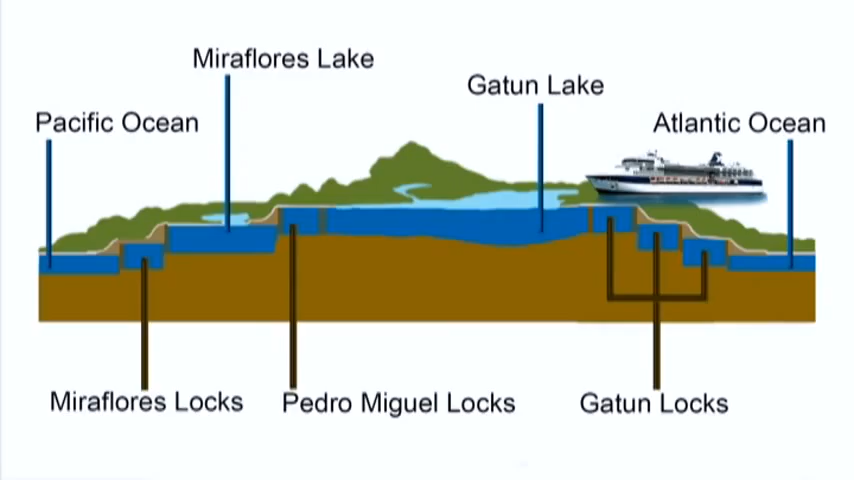 Miraflores Lake
Gatun Lake
Pacific Ocean
Atlantic Ocean
Miraflores Locks
Pedro Miguel Locks
Gatun Locks